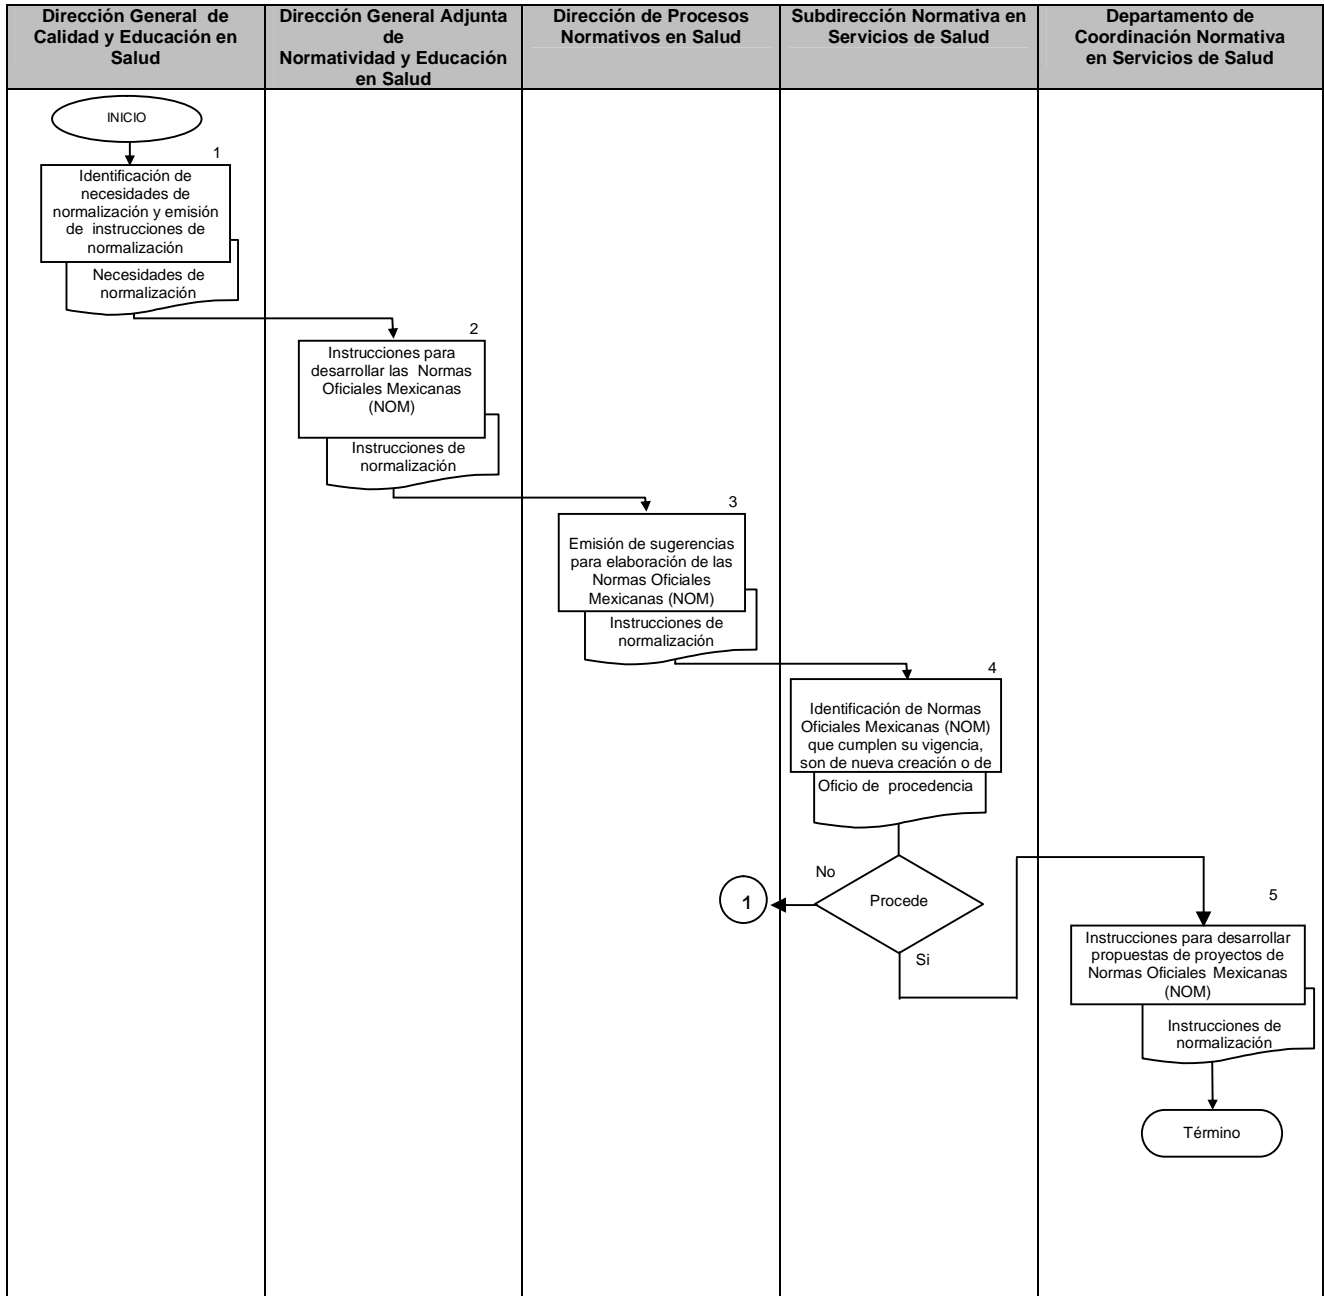 Dirección General de
Calidad y Educación en
Salud
Dirección General Adjunta
de
Normatividad y Educación
en Salud
Dirección de Procesos
Normativos en Salud
Subdirección Normativa en
Servicios de Salud
Departamento de
Coordinación Normativa
en Servicios de Salud
INICIO
1
Identificación de
necesidades de
normalización y emisión
de instrucciones de
normalización
Necesidades de
normalización
2
Instrucciones para
desarrollar las Normas
Oficiales Mexicanas
(NOM)
Instrucciones de
normalización
3
Emisión de sugerencias
para elaboración de las
Normas Oficiales
Mexicanas (NOM)
Instrucciones de
normalización
4
Identificación de Normas
Oficiales Mexicanas (NOM)
que cumplen su vigencia,
son de nueva creación o de
Oficio de procedencia
No
1
Procede
Si
5
Instrucciones para desarrollar
propuestas de proyectos de
Normas Oficiales Mexicanas
(NOM)
Instrucciones de
normalización
Término